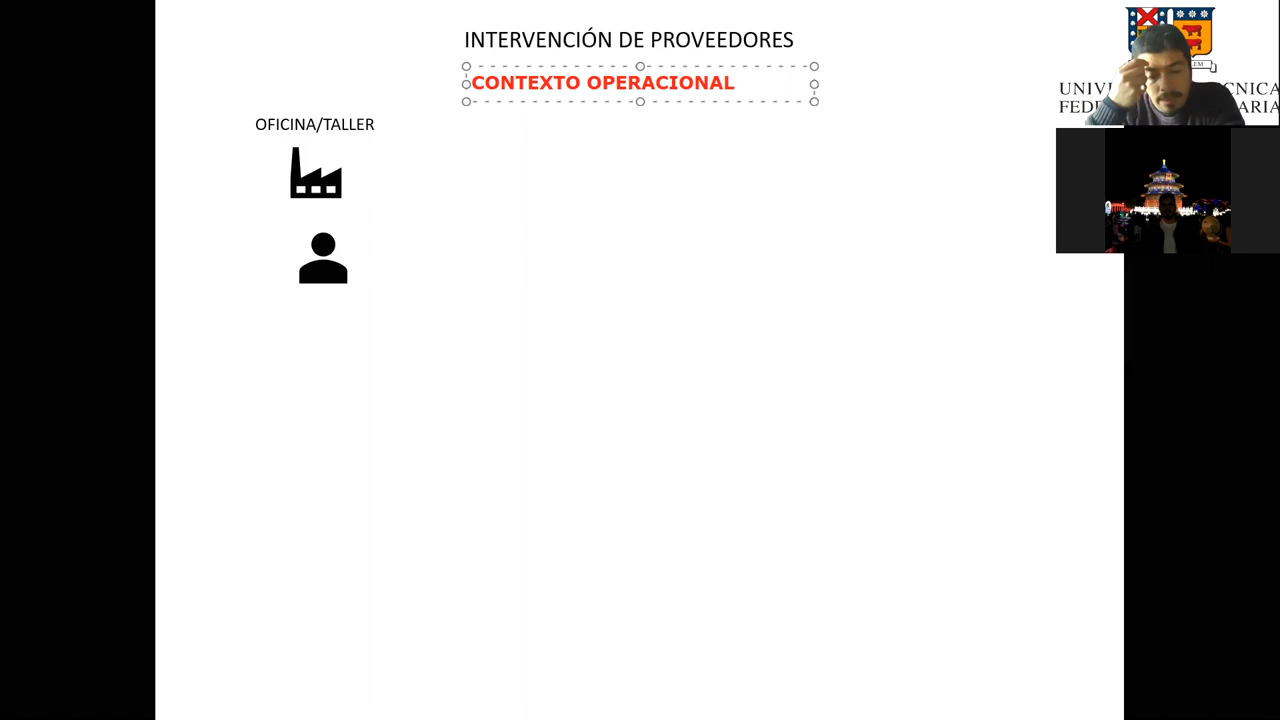 INTERVENCIÓN DE PROVEEDORES
CONTEXTO OPERACIONAL
OFICINA/TALLER